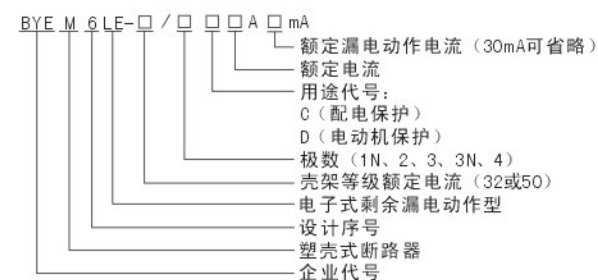 BYE M 6 LE-□/□ □□A□mA
额定漏电动作电流（30mA可省略）
额定电流
用途代号：
C（配电保护）
D（电动机保护）
极数（1N、2、3、3N、4）
壳架等级额定电流（32或50）
电子式剩余漏电动作型
设计序号
塑壳式断路器
企业代号